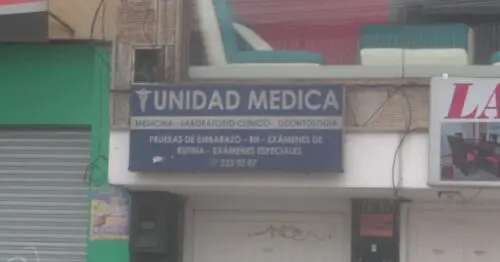 UNIDAD MEDICA
MEDICINA - LABORATORIO CLINICO - ODONTOLOGIA
PRUEBAS DE EMBARAZO - RH - EXÁMENES DE
RUTINA - EXÁMENES ESPECIALES
LA